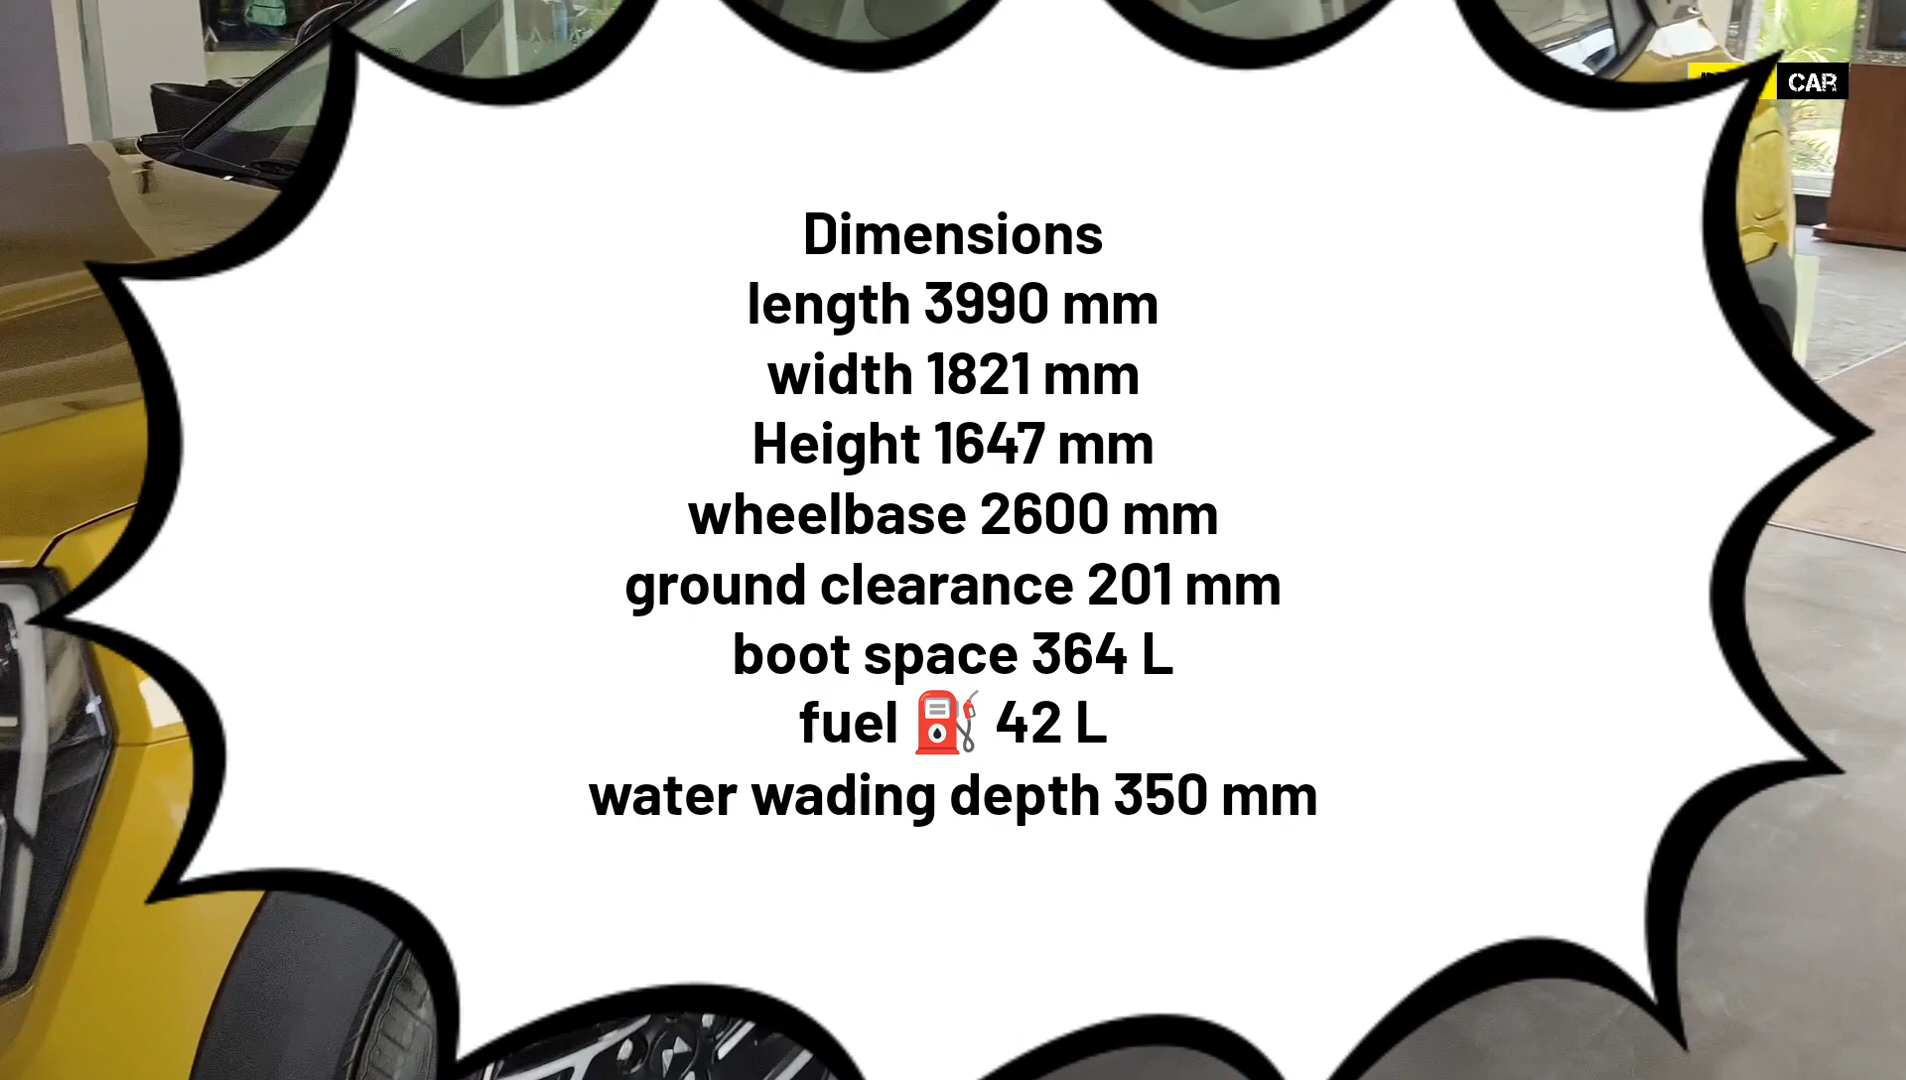 CAR
Dimensions
length 3990 mm
width 1821 mm
Height 1647 mm
wheelbase 2600 mm
ground clearance 201 mm
boot space 364 L
fuel ⛽ 42 L
water wading depth 350 mm